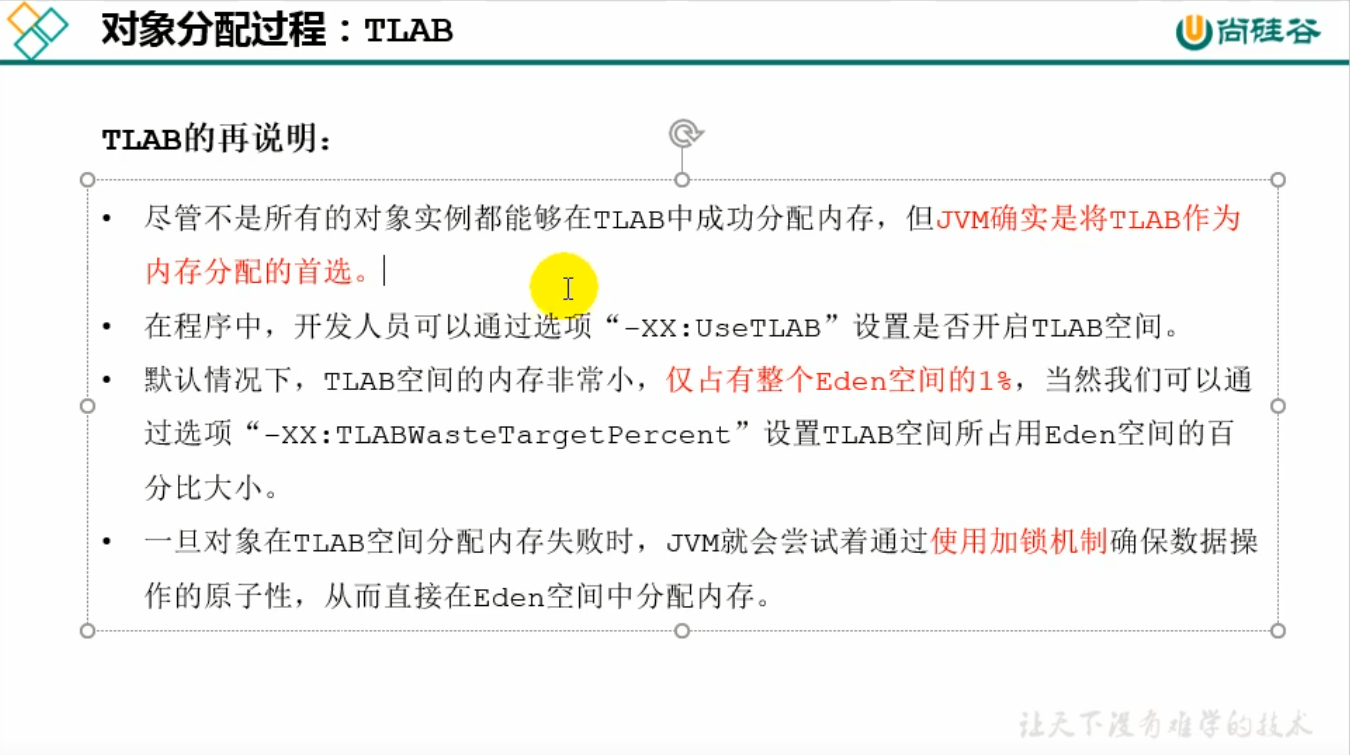 对象分配过程：TLAB
尚硅谷
TLAB的再说明：
• 尽管不是所有的对象实例都能够在TLAB中成功分配内存，但JVM确实是将TLAB作为
内存分配的首选。
• 在程序中，开发人员可以通过选项“-XX:UseTLAB”设置是否开启TLAB空间。
• 默认情况下，TLAB空间的内存非常小，仅占有整个Eden空间的1%，当然我们可以通
过选项“-XX:TLABWasteTargetPercent”设置TLAB空间所占用Eden空间的百
分比大小。
• 一旦对象在TLAB空间分配内存失败时，JVM就会尝试着通过使用加锁机制确保数据操
作的原子性，从而直接在Eden空间中分配内存。
让天下没有难学的技术